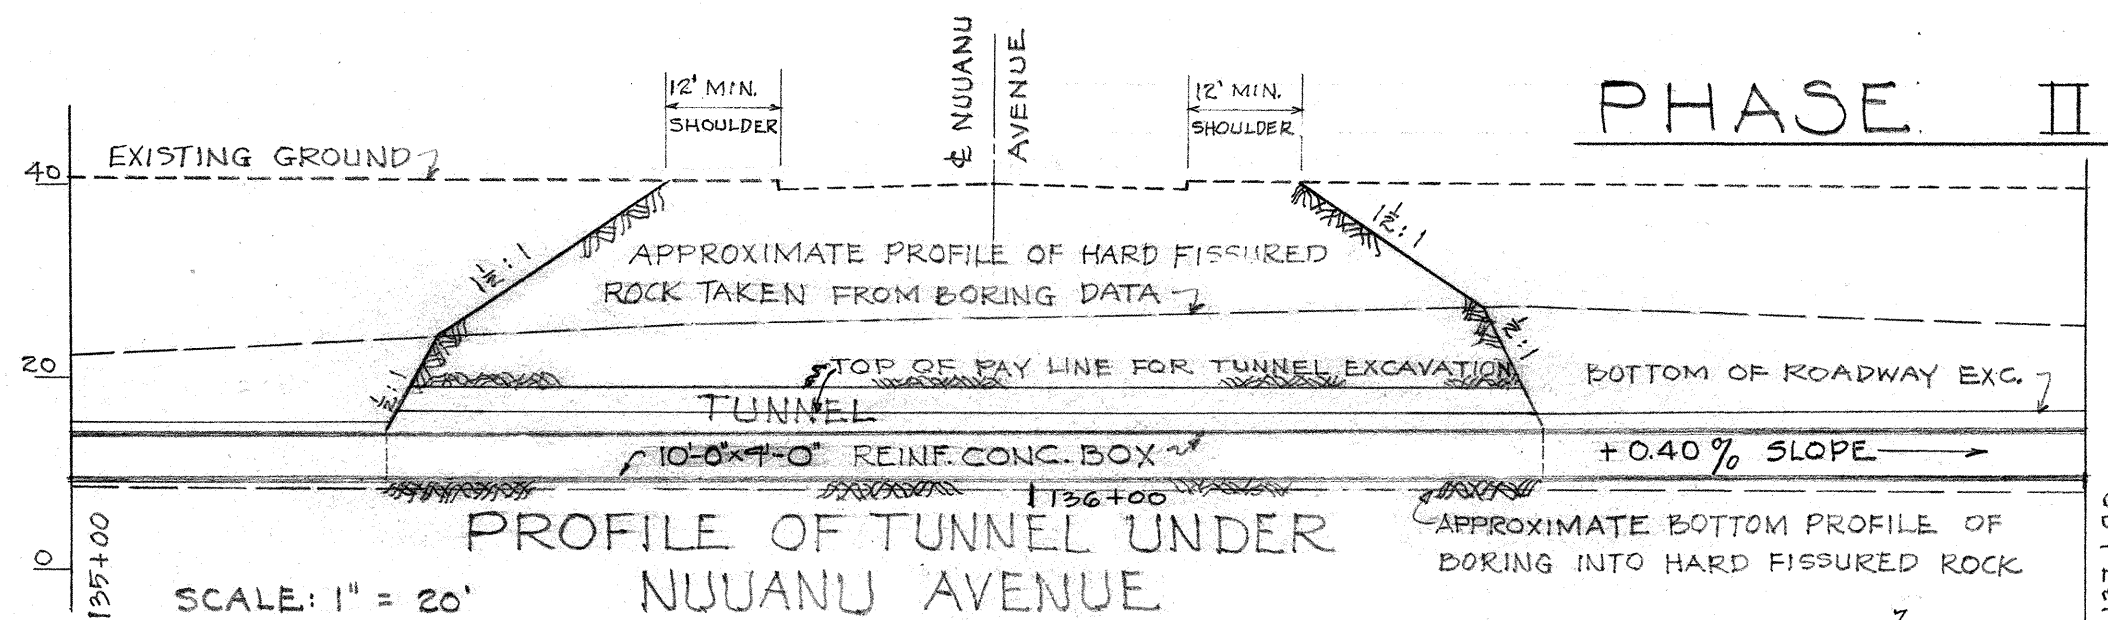 PHASE II
℄ NUUANU
AVENUE
12' MIN.
SHOULDER
12' MIN.
SHOULDER
EXISTING GROUND
40
20
0
1½:1
1½:1
½:1
½:1
APPROXIMATE PROFILE OF HARD FISSURED
ROCK TAKEN FROM BORING DATA
TOP OF PAY LINE FOR TUNNEL EXCAVATION
BOTTOM OF ROADWAY EXC.
TUNNEL
10'-0"x4'-0" REINF. CONC. BOX
+0.40% SLOPE
136+00
135+00
APPROXIMATE BOTTOM PROFILE OF
BORING INTO HARD FISSURED ROCK
PROFILE OF TUNNEL UNDER
NUUANU AVENUE
SCALE: 1" = 20'